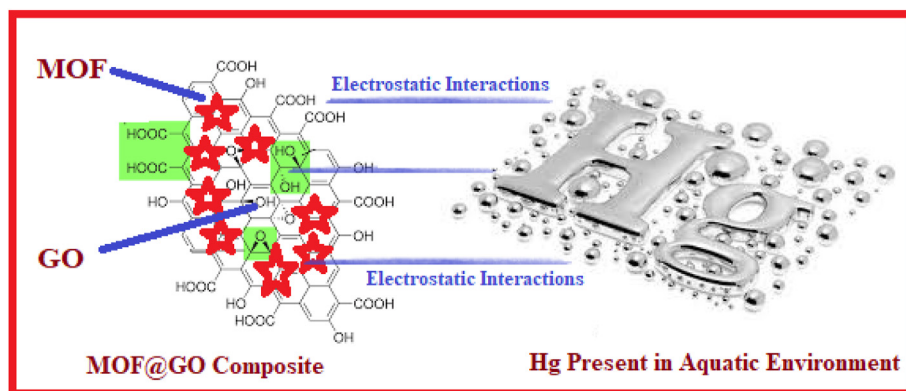 COOH
MOF
OH
COOH
Electrostatic Interactions
COOH
HOOC
O
HO
OH
HOOC
OH
OH
HO
OH
COOH
O
OH
GO
O
Electrostatic Interactions
HOOC
HO
COOH
HOOC
OH
Hg
MOF@GO Composite
Hg Present in Aquatic Environment